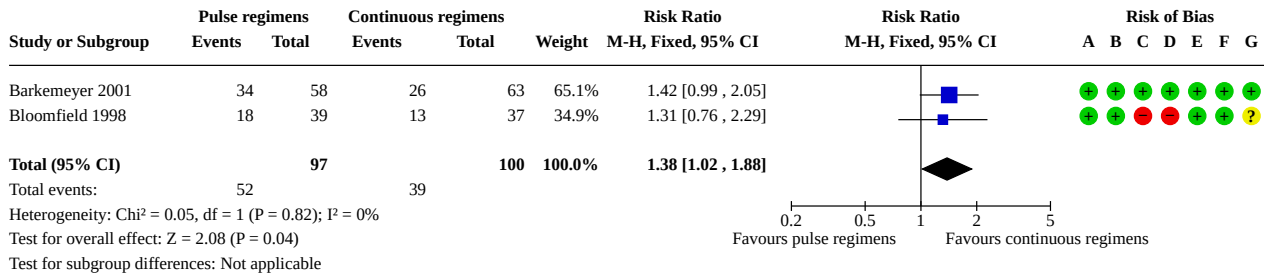 Pulse regimens Continuous regimens Risk Ratio Risk Ratio Risk of Bias
Study or Subgroup Events Total Events Total Weight M-H, Fixed, 95% CI M-H, Fixed, 95% CI A B C D E F G
Barkemeyer 2001 34 58 26 63 65.1% 1.42 [0.99 , 2.05] + + + + + + +
Bloomfield 1998 18 39 13 37 34.9% 1.31 [0.76 , 2.29] + + − − + + ?
Total (95% CI) 97 100 100.0% 1.38 [1.02 , 1.88]
Total events: 52 39
Heterogeneity: Chi² = 0.05, df = 1 (P = 0.82); I² = 0%
0.2 0.5 1 2 5
Test for overall effect: Z = 2.08 (P = 0.04)
Favours pulse regimens Favours continuous regimens
Test for subgroup differences: Not applicable